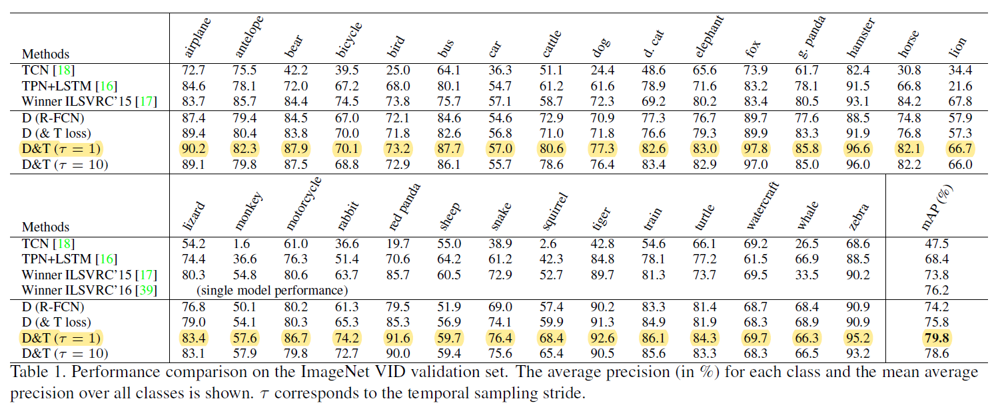 Methods airplane antelope bear bicycle bird bus car cattle dog d. cat elephant fox g. panda hamster horse lion
TCN [18] 72.7 75.5 42.2 39.5 25.0 64.1 36.3 51.1 24.4 48.6 65.6 73.9 61.7 82.4 30.8 34.4
TPN+LSTM [16] 84.6 78.1 72.0 67.2 68.0 80.1 54.7 61.2 61.6 78.9 71.6 83.2 78.1 91.5 66.8 21.6
Winner ILSVRC'15 [17] 83.7 85.7 84.4 74.5 73.8 75.7 57.1 58.7 72.3 69.2 80.2 83.4 80.5 93.1 84.2 67.8
D (R-FCN) 87.4 79.4 84.5 67.0 72.1 84.6 54.6 72.9 70.9 77.3 76.7 89.7 77.6 88.5 74.8 57.9
D (& T loss) 89.4 80.4 83.8 70.0 71.8 82.6 56.8 71.0 71.8 76.6 79.3 89.9 83.3 91.9 76.8 57.3
D&T (τ = 1) 90.2 82.3 87.9 70.1 73.2 87.7 57.0 80.6 77.3 82.6 83.0 97.8 85.8 96.6 82.1 66.7
D&T (τ = 10) 89.1 79.8 87.5 68.8 72.9 86.1 55.7 78.6 76.4 83.4 82.9 97.0 85.0 96.0 82.2 66.0
Methods lizard monkey motorcycle rabbit red panda sheep snake squirrel tiger train turtle watercraft whale zebra mAP (%)
TCN [18] 54.2 1.6 61.0 36.6 19.7 55.0 38.9 2.6 42.8 54.6 66.1 69.2 26.5 68.6 47.5
TPN+LSTM [16] 74.4 36.6 76.3 51.4 70.6 64.2 61.2 42.3 84.8 78.1 77.2 61.5 66.9 88.5 68.4
Winner ILSVRC'15 [17] 80.3 54.8 80.6 63.7 85.7 60.5 72.9 52.7 89.7 81.3 73.7 69.5 33.5 90.2 73.8
Winner ILSVRC'16 [39] (single model performance) 76.2
D (R-FCN) 76.8 50.1 80.2 61.3 79.5 51.9 69.0 57.4 90.2 83.3 81.4 68.7 68.4 90.9 74.2
D (& T loss) 79.0 54.1 80.3 65.3 85.3 56.9 74.1 59.9 91.3 84.9 81.9 68.3 68.9 90.9 75.8
D&T (τ = 1) 83.4 57.6 86.7 74.2 91.6 59.7 76.4 68.4 92.6 86.1 84.3 69.7 66.3 95.2 79.8
D&T (τ = 10) 83.1 57.9 79.8 72.7 90.0 59.4 75.6 65.4 90.5 85.6 83.3 68.3 66.5 93.2 78.6
Table 1. Performance comparison on the ImageNet VID validation set. The average precision (in %) for each class and the mean average
precision over all classes is shown. τ corresponds to the temporal sampling stride.